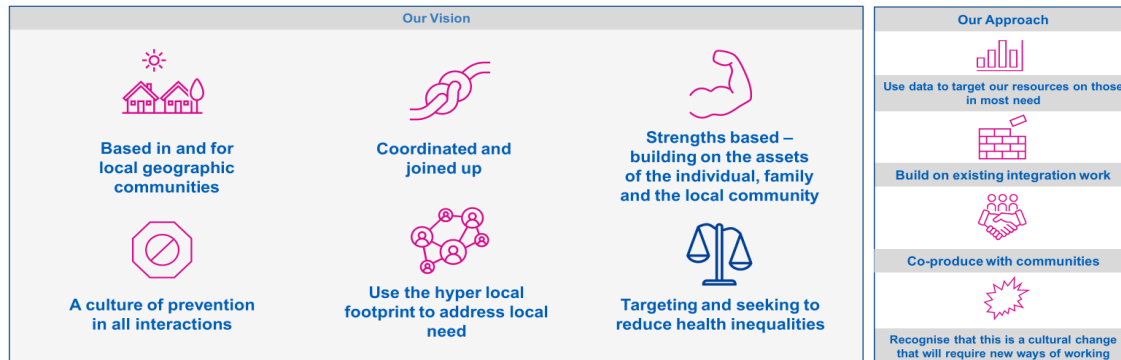 Our Vision
Based in and for
local geographic
communities
Coordinated and
joined up
Strengths based –
building on the assets
of the individual, family
and the local community
A culture of prevention
in all interactions
Use the hyper local
footprint to address local
need
Targeting and seeking to
reduce health inequalities
Our Approach
Use data to target our resources on those
in most need
Build on existing integration work
Co-produce with communities
Recognise that this is a cultural change
that will require new ways of working